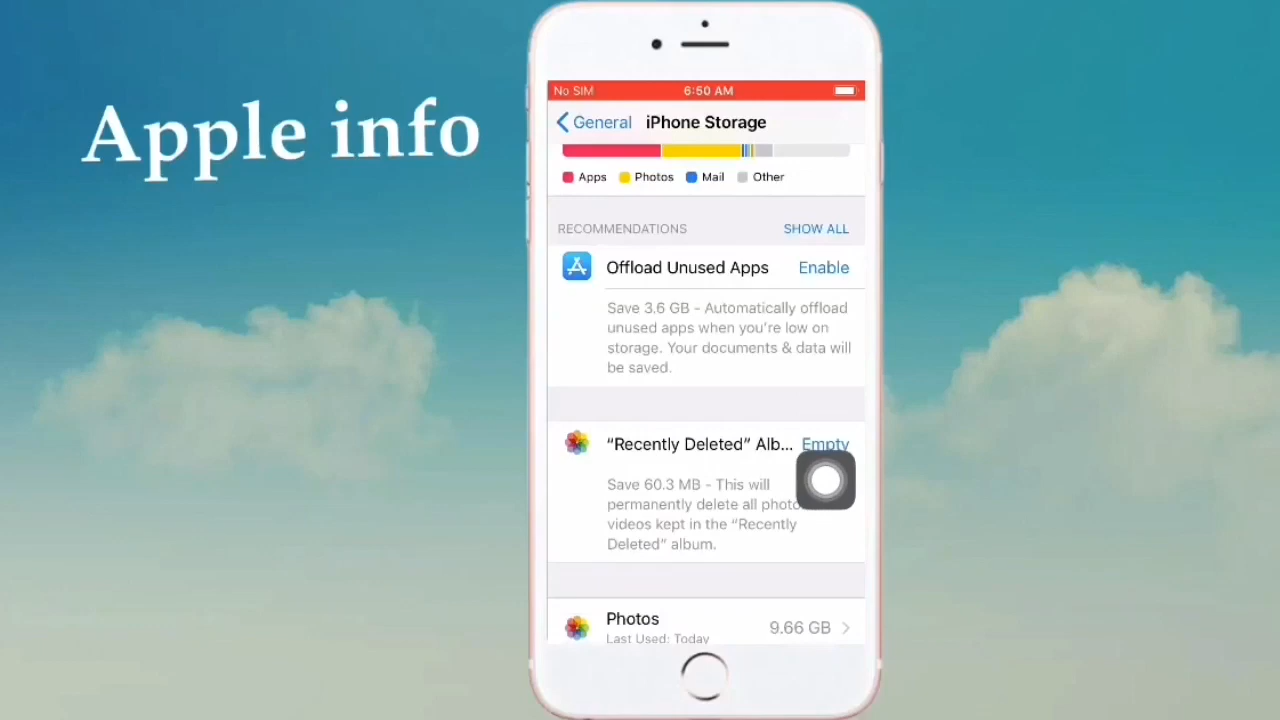 Apple info
No SIM
6:50 AM
General
iPhone Storage
Apps
Photos
Mail
Other
RECOMMENDATIONS
SHOW ALL
Offload Unused Apps
Enable
Save 3.6 GB - Automatically offload
unused apps when you're low on
storage. Your documents & data will
be saved.
“Recently Deleted” Alb...
Empty
Save 60.3 MB - This will
permanently delete all
videos kept in the “Recently
Deleted” album.
Photos
9.66 GB
Last Used: Today